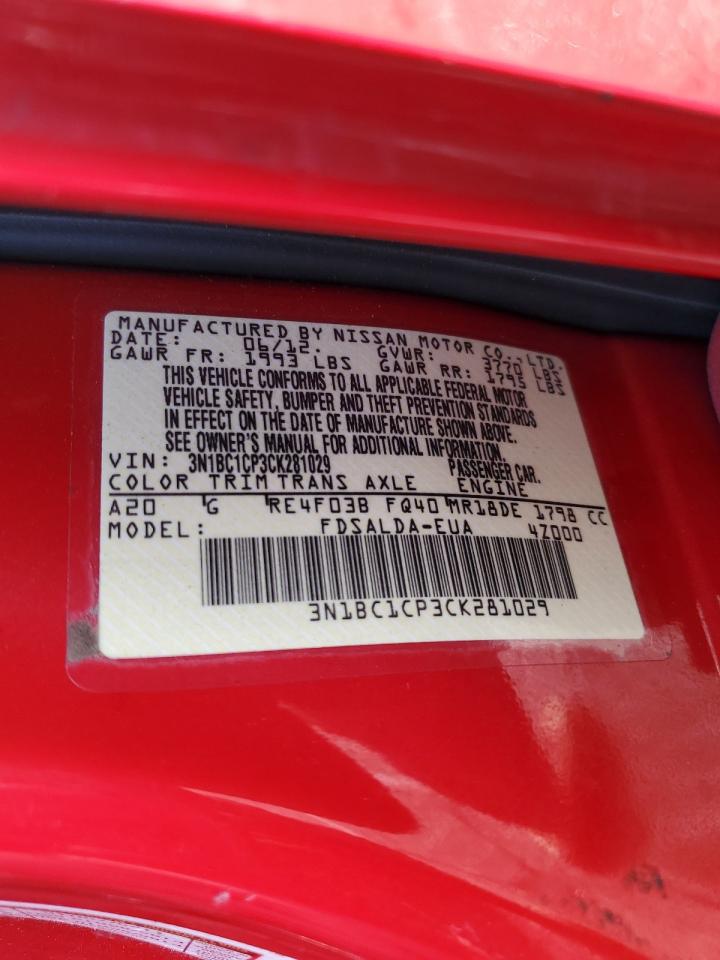 MANUFACTURED BY NISSAN MOTOR CO., LTD.
DATE: 06/12. GVWR: 3770 LBS
GAWR FR: 1993 LBS GAWR RR: 1795 LBS
THIS VEHICLE CONFORMS TO ALL APPLICABLE FEDERAL MOTOR
VEHICLE SAFETY, BUMPER AND THEFT PREVENTION STANDARDS
IN EFFECT ON THE DATE OF MANUFACTURE SHOWN ABOVE.
SEE OWNER'S MANUAL FOR ADDITIONAL INFORMATION.
VIN: 3N1BC1CP3CK281029 PASSENGER CAR.
COLOR TRIM TRANS AXLE ENGINE
A20 G RE4F03B FQ40 MR18DE 1798 CC
MODEL: FDSALDA-EUA 4Z000
3N1BC1CP3CK281029